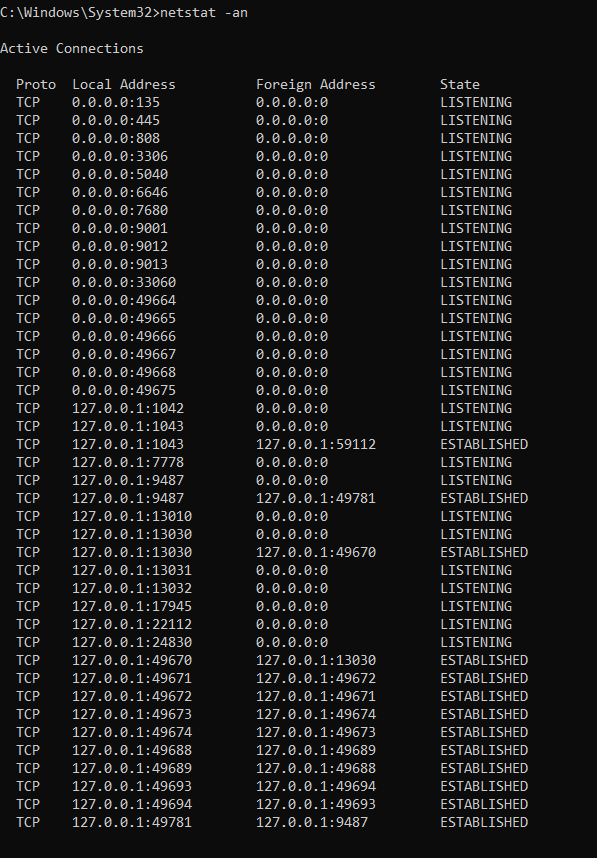 C:\Windows\System32>netstat -an
Active Connections
Proto  Local Address          Foreign Address        State
TCP    0.0.0.0:135            0.0.0.0:0              LISTENING
TCP    0.0.0.0:445            0.0.0.0:0              LISTENING
TCP    0.0.0.0:808            0.0.0.0:0              LISTENING
TCP    0.0.0.0:3306           0.0.0.0:0              LISTENING
TCP    0.0.0.0:5040           0.0.0.0:0              LISTENING
TCP    0.0.0.0:6646           0.0.0.0:0              LISTENING
TCP    0.0.0.0:7680           0.0.0.0:0              LISTENING
TCP    0.0.0.0:9001           0.0.0.0:0              LISTENING
TCP    0.0.0.0:9012           0.0.0.0:0              LISTENING
TCP    0.0.0.0:9013           0.0.0.0:0              LISTENING
TCP    0.0.0.0:33060          0.0.0.0:0              LISTENING
TCP    0.0.0.0:49664          0.0.0.0:0              LISTENING
TCP    0.0.0.0:49665          0.0.0.0:0              LISTENING
TCP    0.0.0.0:49666          0.0.0.0:0              LISTENING
TCP    0.0.0.0:49667          0.0.0.0:0              LISTENING
TCP    0.0.0.0:49668          0.0.0.0:0              LISTENING
TCP    0.0.0.0:49675          0.0.0.0:0              LISTENING
TCP    127.0.0.1:1042         0.0.0.0:0              LISTENING
TCP    127.0.0.1:1043         0.0.0.0:0              LISTENING
TCP    127.0.0.1:1043         127.0.0.1:59112        ESTABLISHED
TCP    127.0.0.1:7778         0.0.0.0:0              LISTENING
TCP    127.0.0.1:9487         0.0.0.0:0              LISTENING
TCP    127.0.0.1:9487         127.0.0.1:49781        ESTABLISHED
TCP    127.0.0.1:13010        0.0.0.0:0              LISTENING
TCP    127.0.0.1:13030        0.0.0.0:0              LISTENING
TCP    127.0.0.1:13030        127.0.0.1:49670        ESTABLISHED
TCP    127.0.0.1:13031        0.0.0.0:0              LISTENING
TCP    127.0.0.1:13032        0.0.0.0:0              LISTENING
TCP    127.0.0.1:17945        0.0.0.0:0              LISTENING
TCP    127.0.0.1:22112        0.0.0.0:0              LISTENING
TCP    127.0.0.1:24830        0.0.0.0:0              LISTENING
TCP    127.0.0.1:49670        127.0.0.1:13030        ESTABLISHED
TCP    127.0.0.1:49671        127.0.0.1:49672        ESTABLISHED
TCP    127.0.0.1:49672        127.0.0.1:49671        ESTABLISHED
TCP    127.0.0.1:49673        127.0.0.1:49674        ESTABLISHED
TCP    127.0.0.1:49674        127.0.0.1:49673        ESTABLISHED
TCP    127.0.0.1:49688        127.0.0.1:49689        ESTABLISHED
TCP    127.0.0.1:49689        127.0.0.1:49688        ESTABLISHED
TCP    127.0.0.1:49693        127.0.0.1:49694        ESTABLISHED
TCP    127.0.0.1:49694        127.0.0.1:49693        ESTABLISHED
TCP    127.0.0.1:49781        127.0.0.1:9487         ESTABLISHED